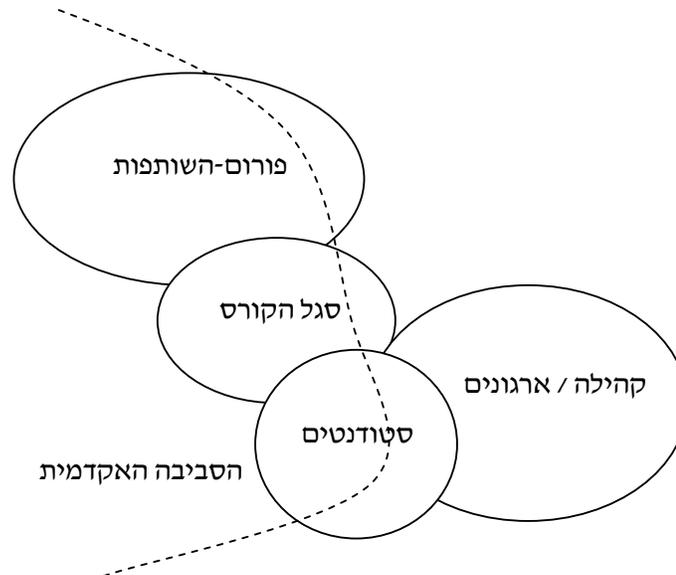 פורום-השותפות
סגל הקורס
קהילה / ארגונים
סטודנטים
הסביבה האקדמית